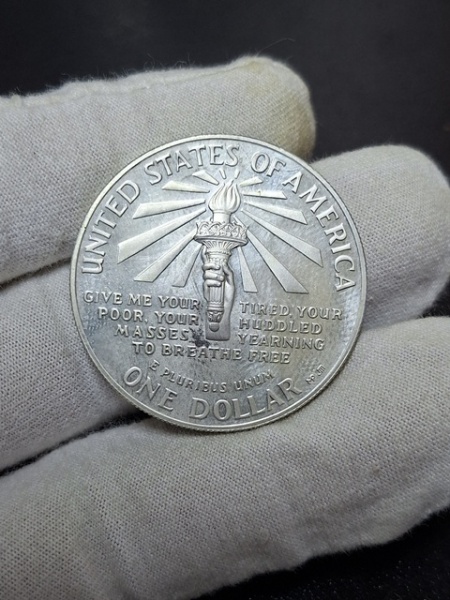 UNITED STATES OF AMERICA
GIVE ME YOUR TIRED, YOUR
POOR, YOUR HUDDLED
MASSES YEARNING
TO BREATHE FREE
E PLURIBUS UNUM
ONE DOLLAR